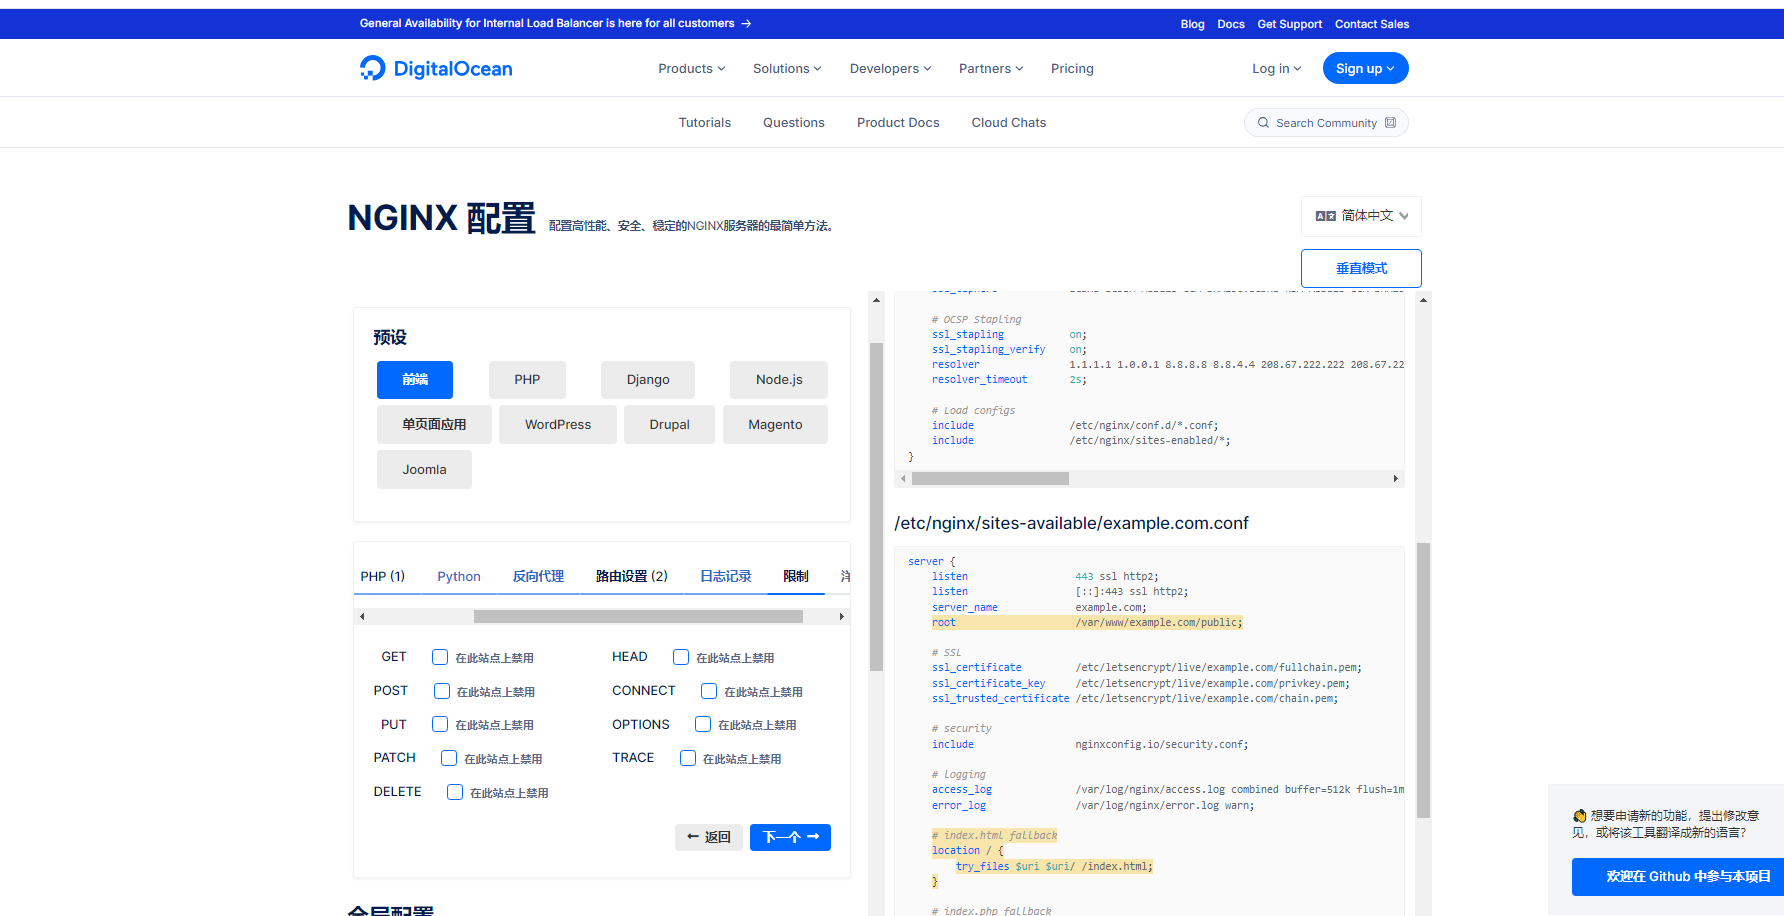 General Availability for Internal Load Balancer is here for all customers →
Blog Docs Get Support Contact Sales
DigitalOcean
Products Solutions Developers Partners Pricing
Log in Sign up
Tutorials Questions Product Docs Cloud Chats
Search Community
NGINX 配置 配置高性能、安全、稳定的NGINX服务器的最简单方法。
简体中文
垂直模式
预设
前端 PHP Django Node.js
单页面应用 WordPress Drupal Magento
Joomla
PHP (1) Python 反向代理 路由设置 (2) 日志记录 限制
GET 在此站点上禁用 HEAD 在此站点上禁用
POST 在此站点上禁用 CONNECT 在此站点上禁用
PUT 在此站点上禁用 OPTIONS 在此站点上禁用
PATCH 在此站点上禁用 TRACE 在此站点上禁用
DELETE 在此站点上禁用
← 返回 下一个 →
# OCSP Stapling
ssl_stapling on;
ssl_stapling_verify on;
resolver 1.1.1.1 1.0.0.1 8.8.8.8 8.8.4.4 208.67.222.222 208.67.22
resolver_timeout 2s;
# Load configs
include /etc/nginx/conf.d/*.conf;
include /etc/nginx/sites-enabled/*;
}
/etc/nginx/sites-available/example.com.conf
server {
listen 443 ssl http2;
listen [::]:443 ssl http2;
server_name example.com;
root /var/www/example.com/public;
# SSL
ssl_certificate /etc/letsencrypt/live/example.com/fullchain.pem;
ssl_certificate_key /etc/letsencrypt/live/example.com/privkey.pem;
ssl_trusted_certificate /etc/letsencrypt/live/example.com/chain.pem;
# security
include nginxconfig.io/security.conf;
# logging
access_log /var/log/nginx/access.log combined buffer=512k flush=1m
error_log /var/log/nginx/error.log warn;
# index.html fallback
location / {
try_files $uri $uri/ /index.html;
}
# index.php fallback
👏 想要申请新的功能，提出修改意
见，或将该工具翻译成新的语言？
欢迎在 Github 中参与本项目
全局配置